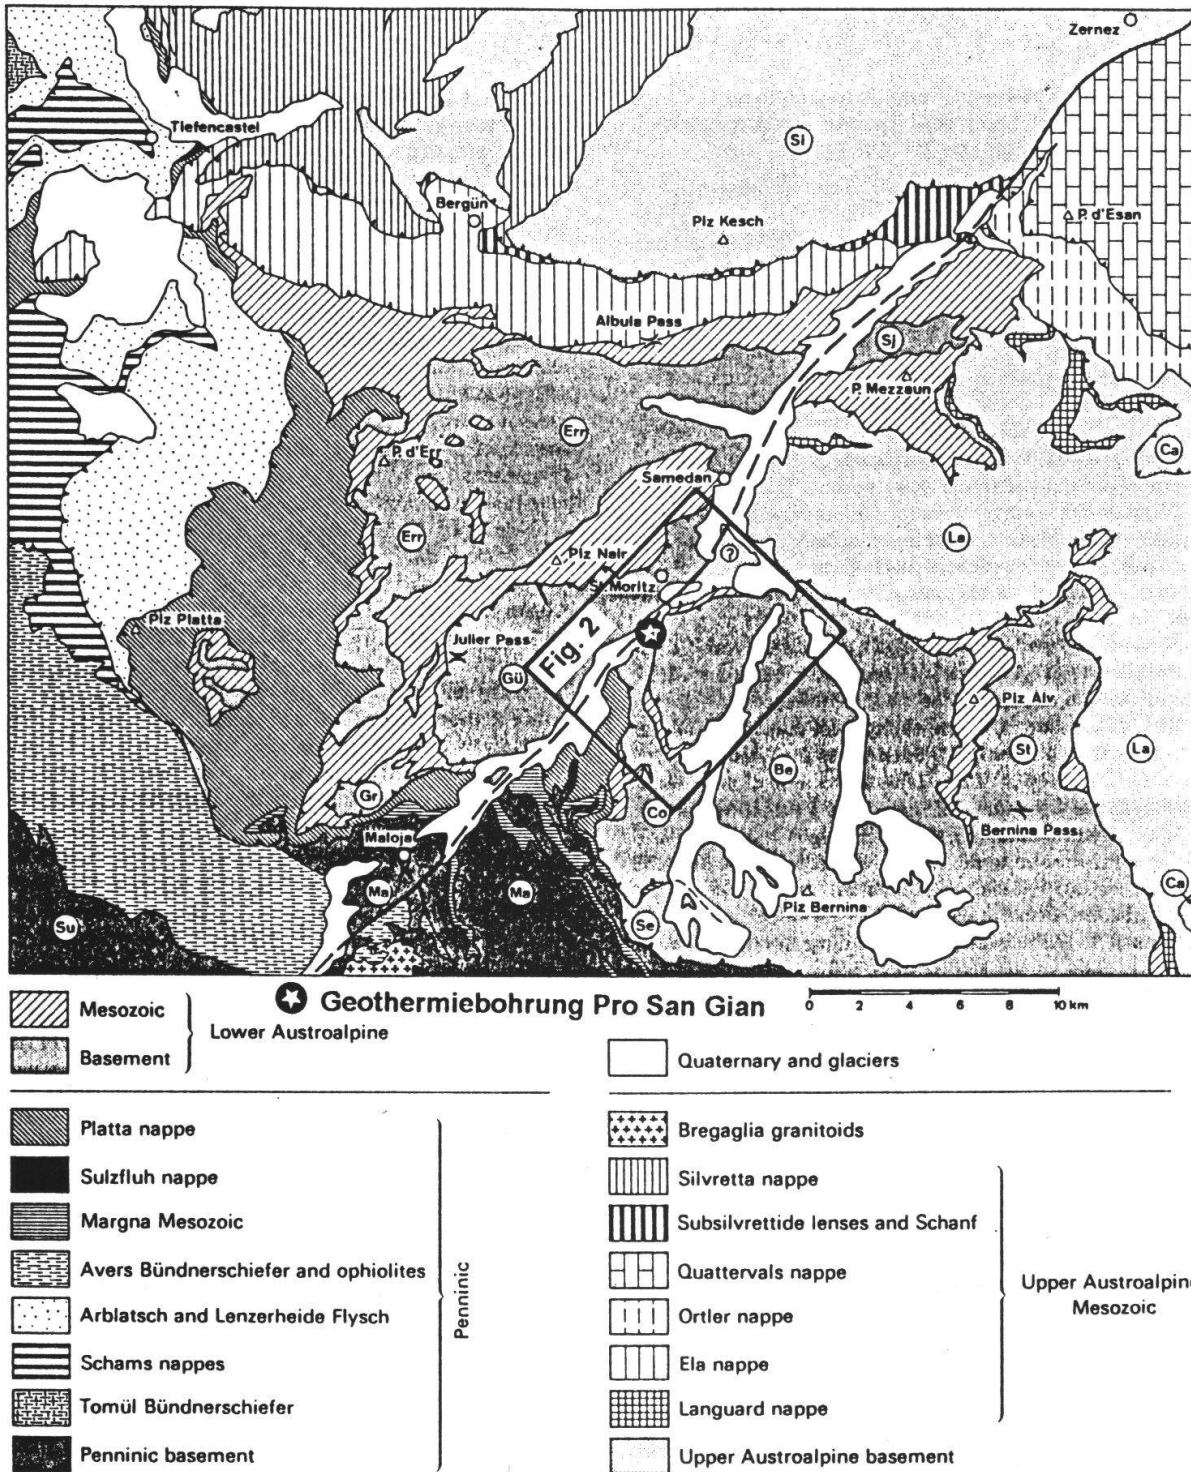 Zernez
Tiefencastel
Si
Bergün
Piz Kesch
P. d'Esan
Albula Pass
Sj
P. Mezzaun
Err
P. d'Err
Ca
Samedan
Err
La
Piz Nair
?
St. Moritz
Piz Platta
Julier Pass
Fig. 2
Gü
Piz Alv
St
La
Be
Gr
Co
Bernina Pass
Maloja
Ma
Ma
Piz Bernina
Ca
Su
Se
Geothermiebohrung Pro San Gian
0 2 4 6 8 10 km
Mesozoic
Lower Austroalpine
Basement
Quaternary and glaciers
Platta nappe
Sulzfluh nappe
Margna Mesozoic
Avers Bündnerschiefer and ophiolites
Arblatsch and Lenzerheide Flysch
Schams nappes
Tomül Bündnerschiefer
Penninic basement
Penninic
Bregaglia granitoids
Silvretta nappe
Subsilvrettide lenses and Schanf
Quattervals nappe
Ortler nappe
Ela nappe
Languard nappe
Upper Austroalpine basement
Upper Austroalpine
Mesozoic